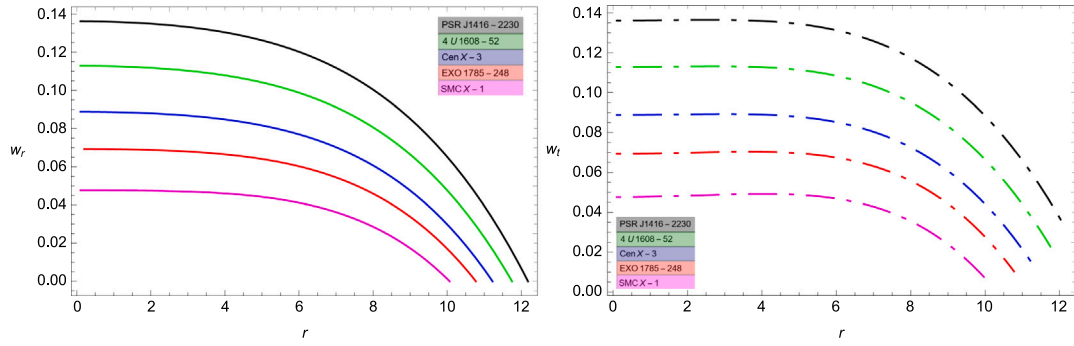 0.14
0.12
0.10
0.08
0.06
0.04
0.02
0.00
w_r
0 2 4 6 8 10 12
r
PSR J1416 – 2230
4 U 1608 – 52
Cen X – 3
EXO 1785 – 248
SMC X – 1
0.14
0.12
0.10
0.08
0.06
0.04
0.02
0.00
w_t
0 2 4 6 8 10 12
r
PSR J1416 – 2230
4 U 1608 – 52
Cen X – 3
EXO 1785 – 248
SMC X – 1